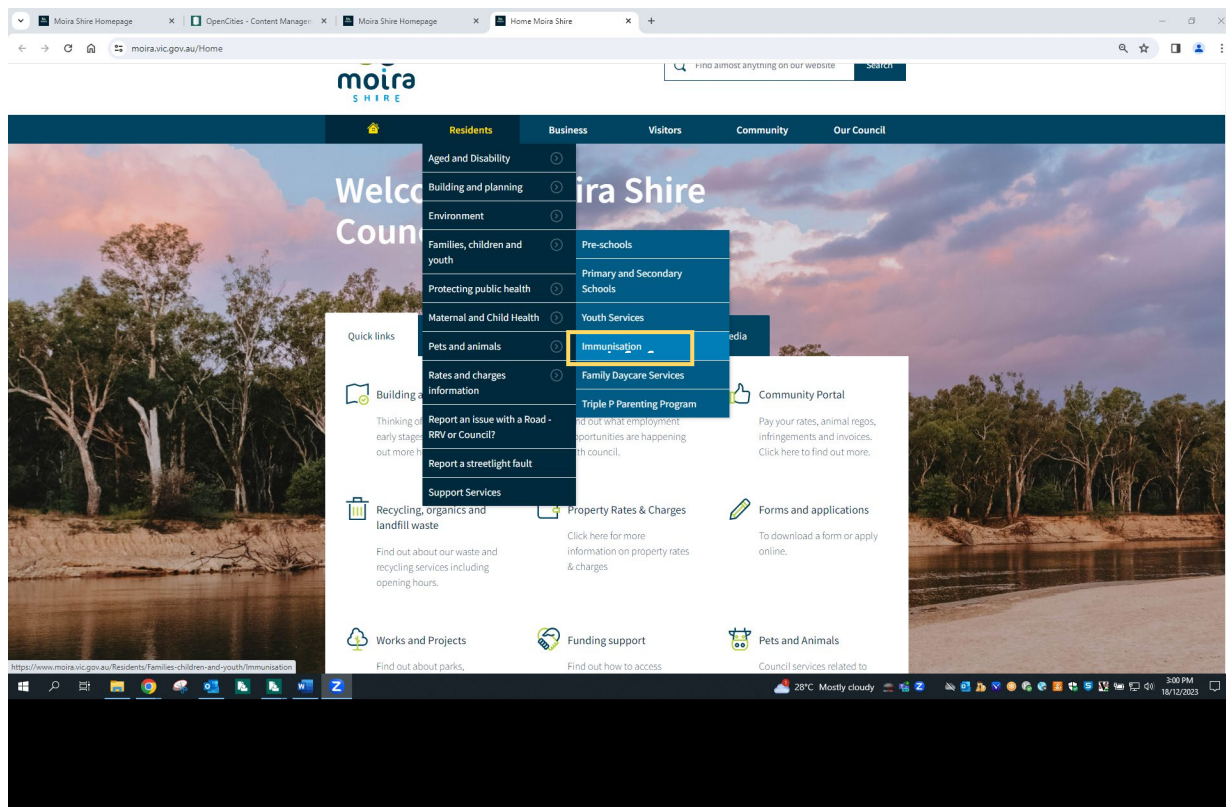 Moira Shire Homepage
OpenCities - Content Managem
Moira Shire Homepage
Home Moira Shire
moira.vic.gov.au/Home
moira
SHIRE
Find almost anything on our website
Search
Residents
Business
Visitors
Community
Our Council
Welco
ira Shire
Coun
Aged and Disability
Building and planning
Environment
Families, children and
youth
Protecting public health
Maternal and Child Health
Pets and animals
Rates and charges
information
Report an issue with a Road -
RRV or Council?
Report a streetlight fault
Support Services
Pre-schools
Primary and Secondary
Schools
Youth Services
Immunisation
Family Daycare Services
Triple P Parenting Program
Quick links
edia
Building a
Thinking of
early stages
out more h
nd out what employment
pportunities are happening
th council.
Community Portal
Pay your rates, animal regos,
infringements and invoices.
Click here to find out more.
Recycling, organics and
landfill waste
Find out about our waste and
recycling services including
opening hours.
Property Rates & Charges
Click here for more
information on property rates
& charges
Forms and applications
To download a form or apply
online.
Works and Projects
Find out about parks,
Funding support
Find out how to access
Pets and Animals
Council services related to
https://www.moira.vic.gov.au/Residents/Families-children-and-youth/Immunisation
28°C Mostly cloudy
3:00 PM
18/12/2023